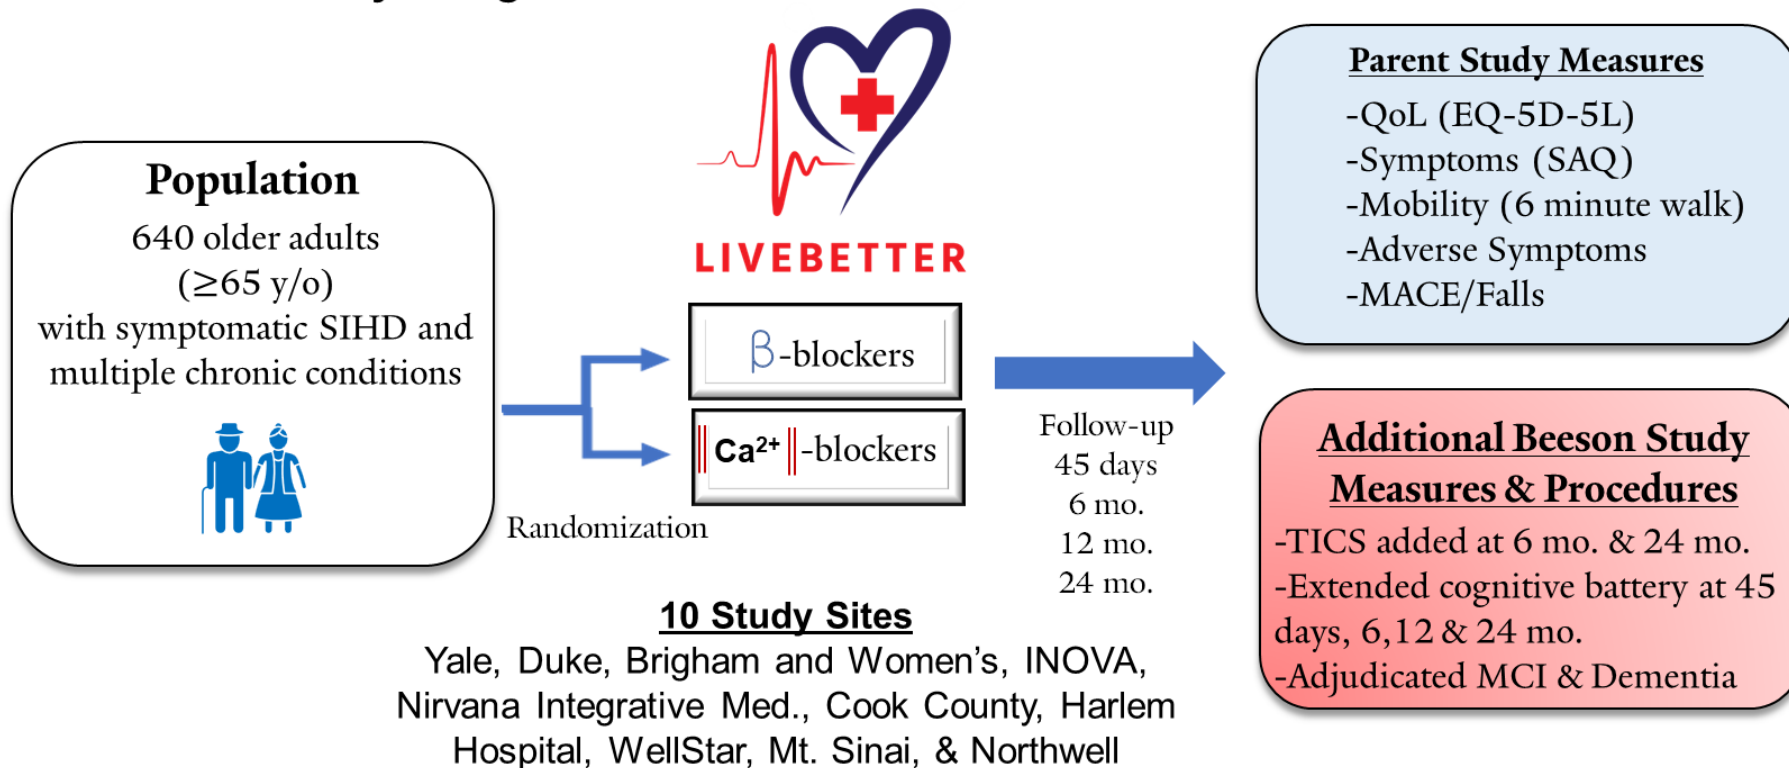 Population
640 older adults
(≥65 y/o)
with symptomatic SIHD and
multiple chronic conditions
Randomization
LIVEBETTER
β-blockers
Ca²⁺ -blockers
Follow-up
45 days
6 mo.
12 mo.
24 mo.
10 Study Sites
Yale, Duke, Brigham and Women’s, INOVA,
Nirvana Integrative Med., Cook County, Harlem
Hospital, WellStar, Mt. Sinai, & Northwell
Parent Study Measures
-QoL (EQ-5D-5L)
-Symptoms (SAQ)
-Mobility (6 minute walk)
-Adverse Symptoms
-MACE/Falls
Additional Beeson Study
Measures & Procedures
-TICS added at 6 mo. & 24 mo.
-Extended cognitive battery at 45
days, 6,12 & 24 mo.
-Adjudicated MCI & Dementia